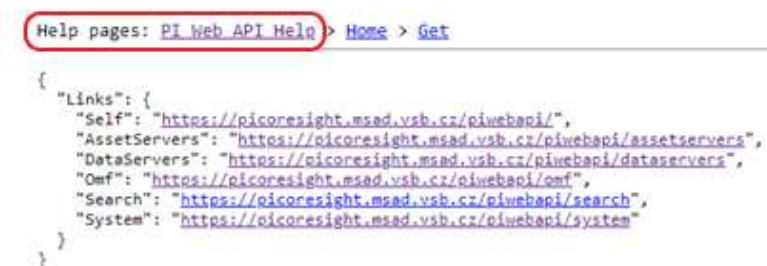 Help pages: PI Web API Help > Home > Get
{
"Links": {
"Self": "https://picoresight.msad.vsb.cz/piwebapi/",
"AssetServers": "https://picoresight.msad.vsb.cz/piwebapi/assetservers",
"DataServers": "https://picoresight.msad.vsb.cz/piwebapi/dataservers",
"Omf": "https://picoresight.msad.vsb.cz/piwebapi/omf",
"Search": "https://picoresight.msad.vsb.cz/piwebapi/search",
"System": "https://picoresight.msad.vsb.cz/piwebapi/system"
}
}